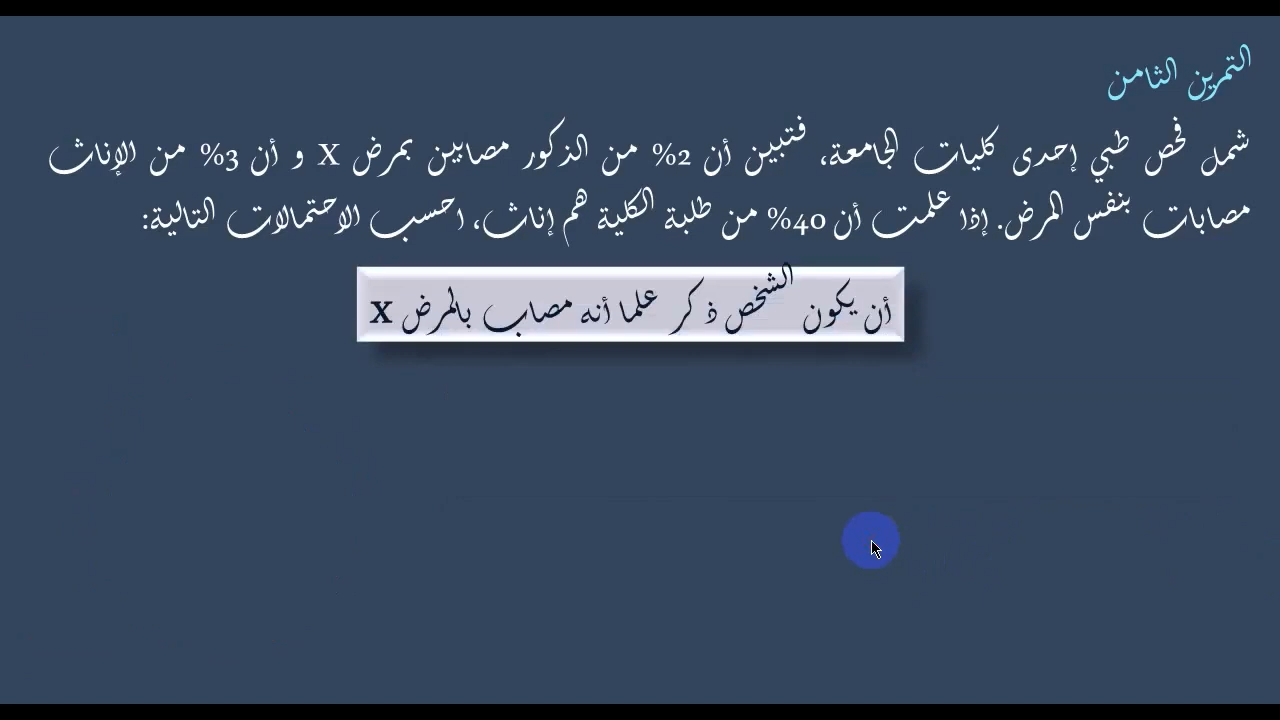 التمرين الثامن
شمل فحص طبي إحدى كليات الجامعة، فتبين أن 2% من الذكور مصابين بمرض X و أن 3% من الإناث
مصابات بنفس المرض. إذا علمت أن 40% من طلبة الكلية هم إناث، احسب الاحتمالات التالية:
أن يكون الشخص ذكر علما أنه مصاب بالمرض X